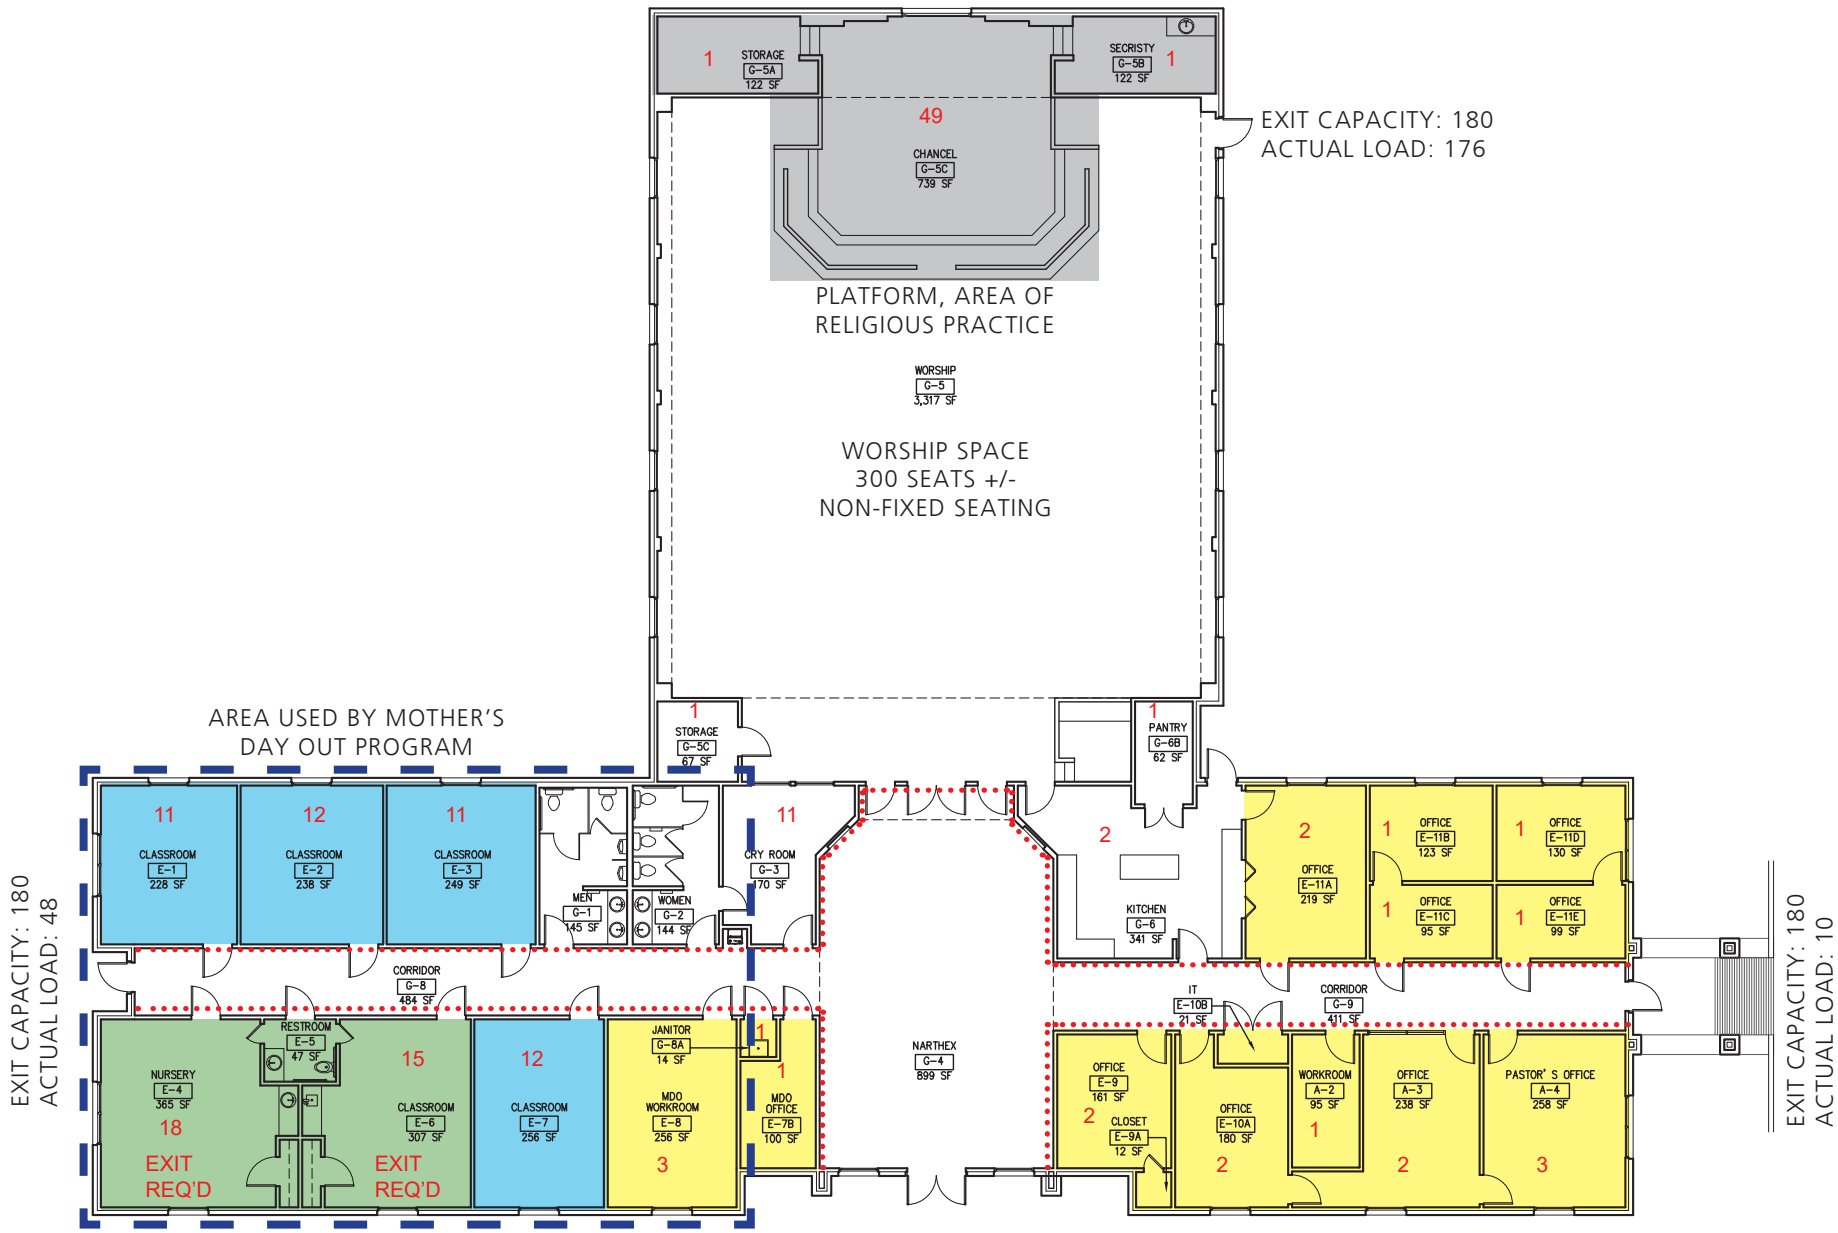 1
STORAGE
G-5A
122 SF
SECRISTY
G-5B
122 SF
1
49
CHANCEL
G-5C
739 SF
EXIT CAPACITY: 180
ACTUAL LOAD: 176
PLATFORM, AREA OF
RELIGIOUS PRACTICE
WORSHIP
G-5
3,317 SF
WORSHIP SPACE
300 SEATS +/-
NON-FIXED SEATING
AREA USED BY MOTHER'S
DAY OUT PROGRAM
1
STORAGE
G-5C
67 SF
1
PANTRY
G-6B
62 SF
11
CLASSROOM
E-1
228 SF
12
CLASSROOM
E-2
238 SF
11
CLASSROOM
E-3
249 SF
MEN
G-1
145 SF
WOMEN
G-2
144 SF
11
CRY ROOM
G-3
170 SF
2
KITCHEN
G-6
341 SF
2
OFFICE
E-11A
219 SF
1
OFFICE
E-11B
123 SF
1
OFFICE
E-11D
130 SF
1
OFFICE
E-11C
95 SF
1
OFFICE
E-11E
99 SF
EXIT CAPACITY: 180
ACTUAL LOAD: 48
CORRIDOR
G-8
484 SF
IT
E-10B
21 SF
CORRIDOR
G-9
411 SF
EXIT CAPACITY: 180
ACTUAL LOAD: 10
NURSERY
E-4
365 SF
18
EXIT
REQ'D
RESTROOM
E-5
47 SF
15
CLASSROOM
E-6
307 SF
EXIT
REQ'D
12
CLASSROOM
E-7
256 SF
JANITOR
G-8A
14 SF
1
MDO
WORKROOM
E-8
256 SF
3
1
MDO
OFFICE
E-7B
100 SF
NARTHEX
G-4
899 SF
OFFICE
E-9
161 SF
2
CLOSET
E-9A
12 SF
OFFICE
E-10A
180 SF
2
WORKROOM
A-2
95 SF
1
OFFICE
A-3
238 SF
2
PASTOR'S OFFICE
A-4
258 SF
3